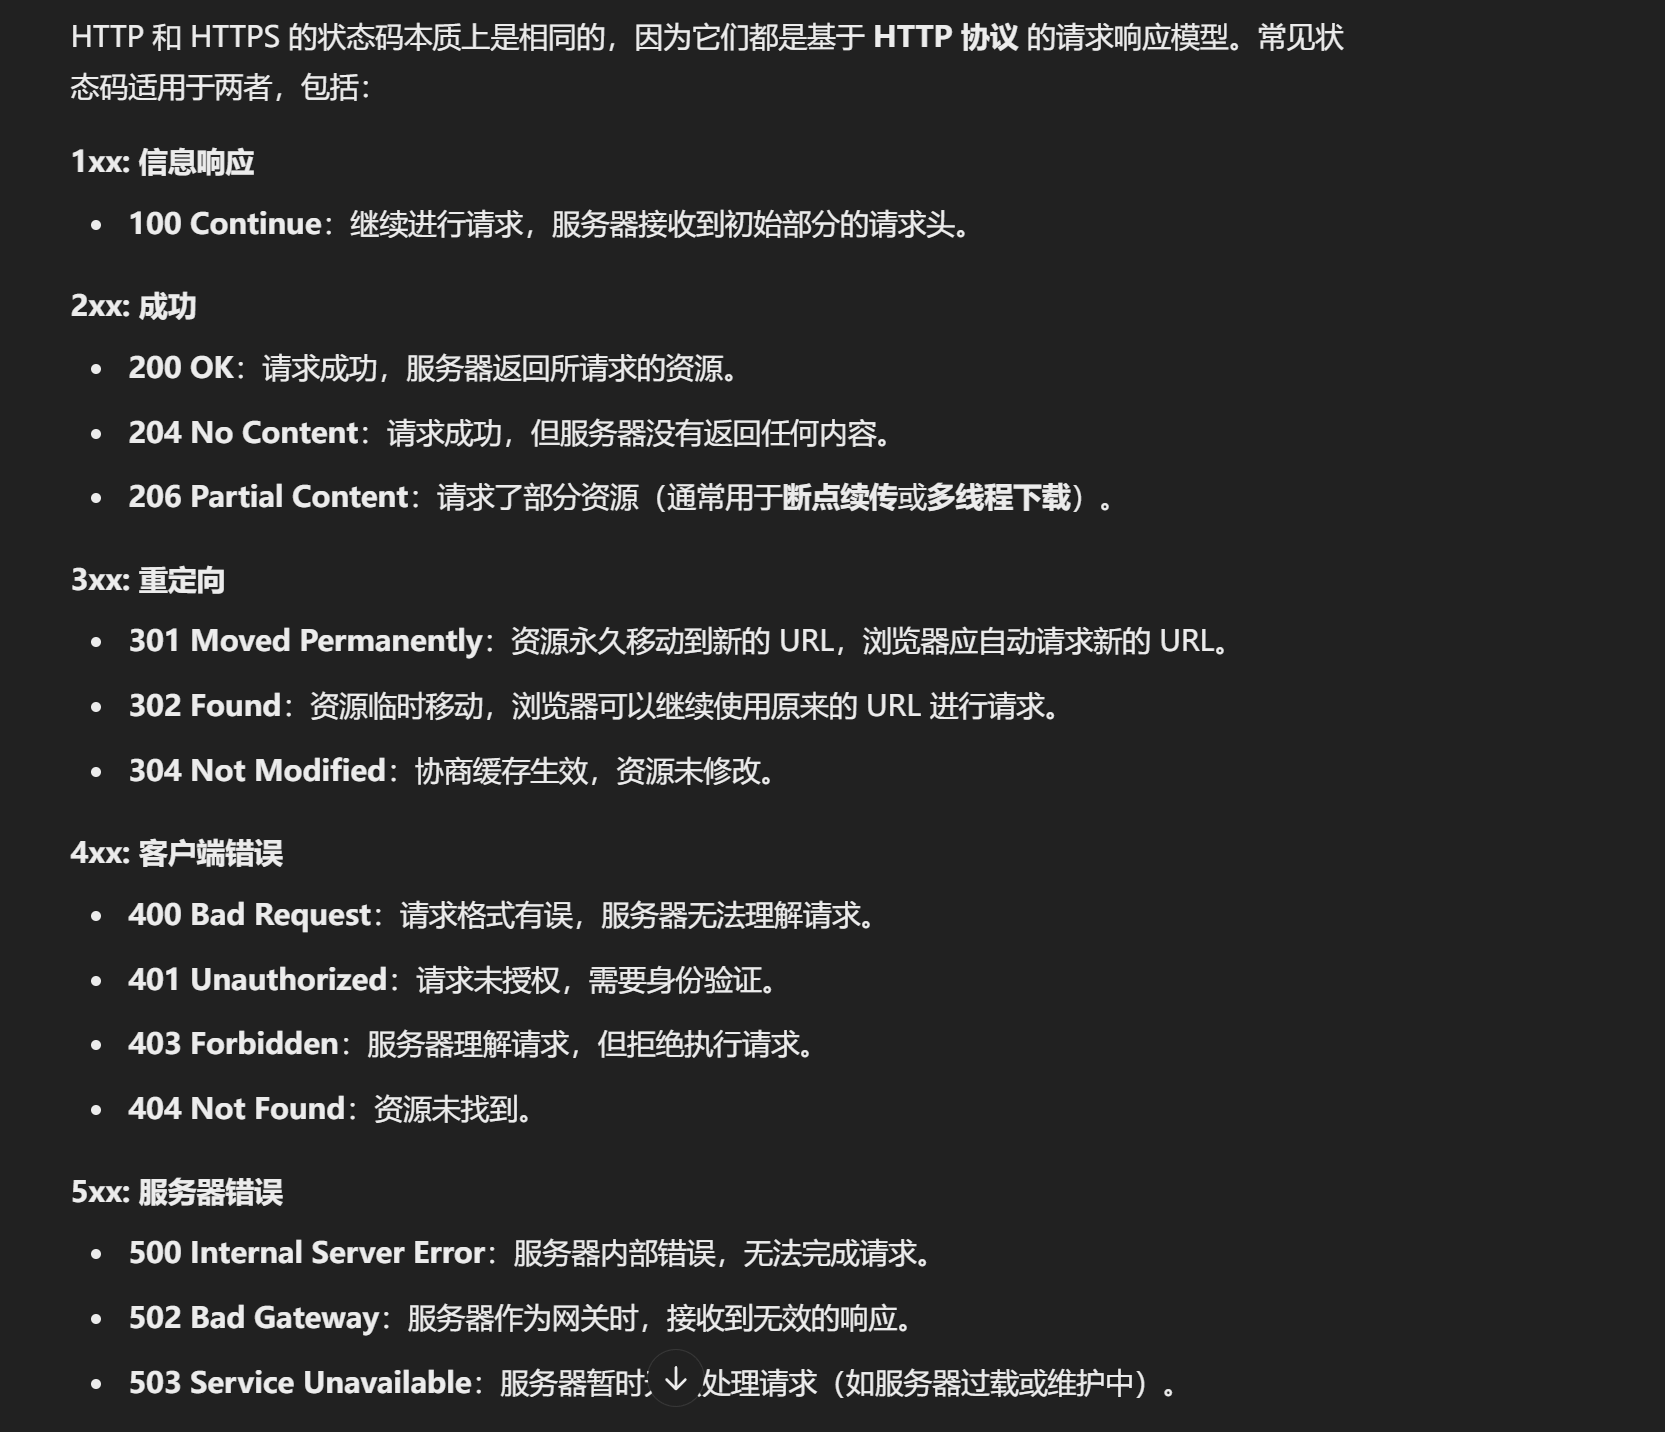 HTTP 和 HTTPS 的状态码本质上是相同的，因为它们都是基于 HTTP 协议 的请求响应模型。常见状
态码适用于两者，包括：
1xx: 信息响应
• 100 Continue：继续进行请求，服务器接收到初始部分的请求头。
2xx: 成功
• 200 OK：请求成功，服务器返回所请求的资源。
• 204 No Content：请求成功，但服务器没有返回任何内容。
• 206 Partial Content：请求了部分资源（通常用于断点续传或多线程下载）。
3xx: 重定向
• 301 Moved Permanently：资源永久移动到新的 URL，浏览器应自动请求新的 URL。
• 302 Found：资源临时移动，浏览器可以继续使用原来的 URL 进行请求。
• 304 Not Modified：协商缓存生效，资源未修改。
4xx: 客户端错误
• 400 Bad Request：请求格式有误，服务器无法理解请求。
• 401 Unauthorized：请求未授权，需要身份验证。
• 403 Forbidden：服务器理解请求，但拒绝执行请求。
• 404 Not Found：资源未找到。
5xx: 服务器错误
• 500 Internal Server Error：服务器内部错误，无法完成请求。
• 502 Bad Gateway：服务器作为网关时，接收到无效的响应。
• 503 Service Unavailable：服务器暂时处理请求（如服务器过载或维护中）。